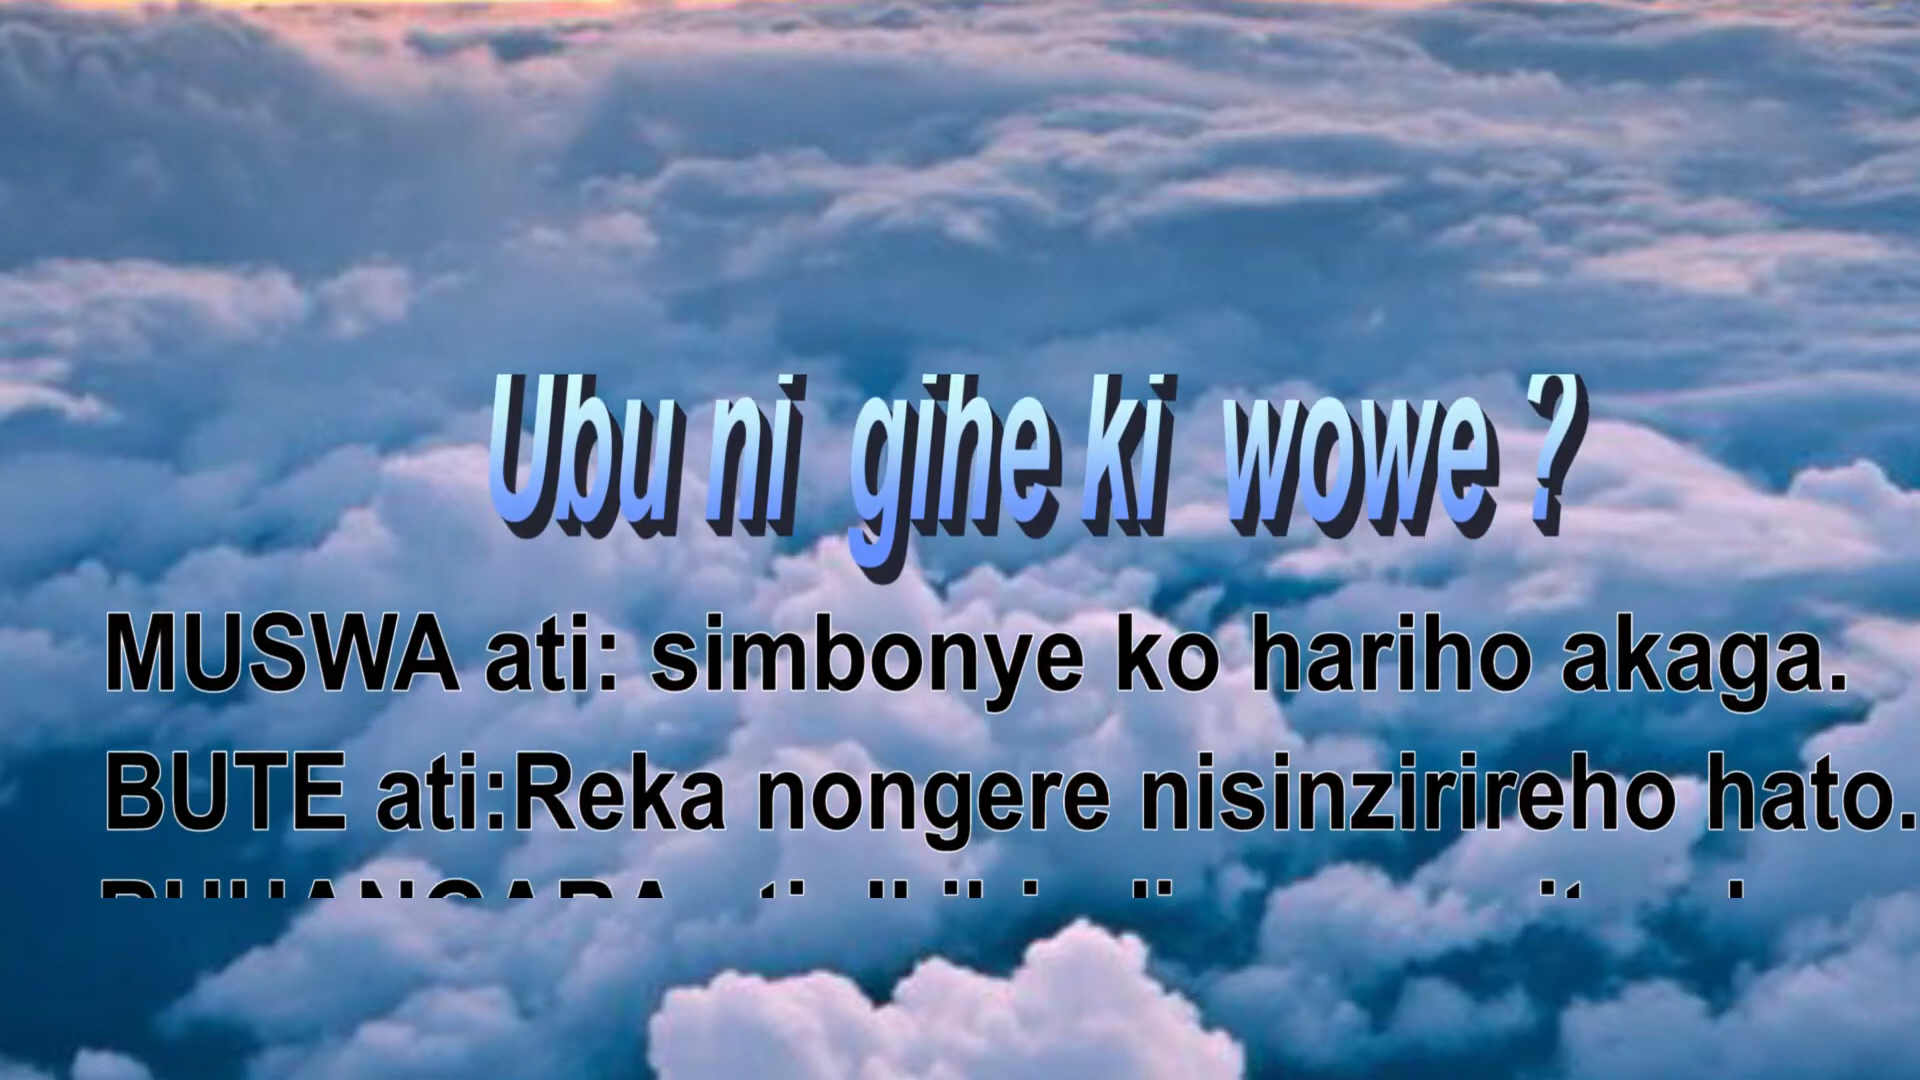 Ubu ni gihe ki wowe ?
MUSWA ati: simbonye ko hariho akaga.
BUTE ati:Reka nongere nisinzirireho hato.